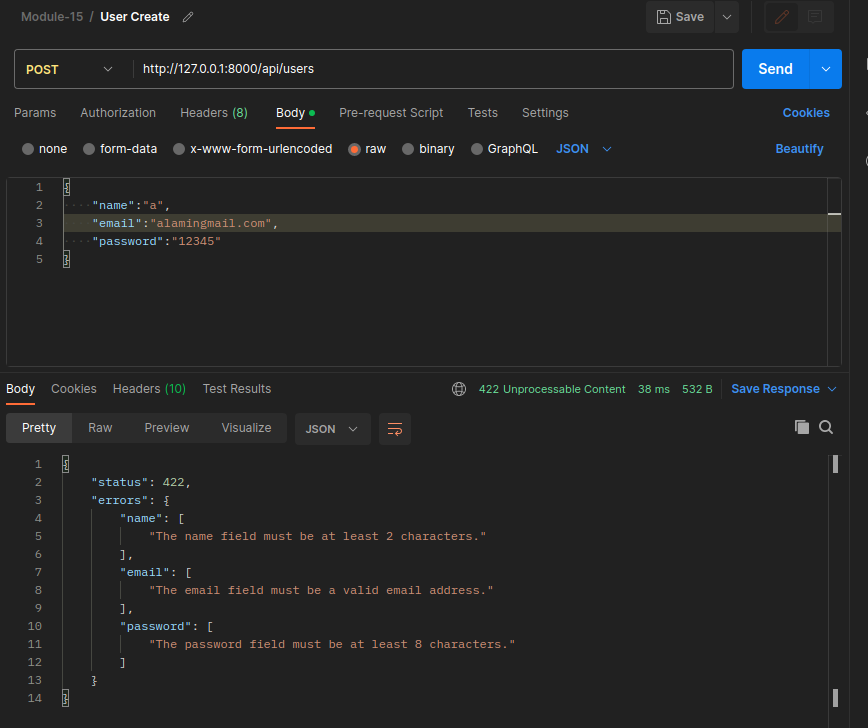 Module-15 / User Create
Save
POST http://127.0.0.1:8000/api/users Send
Params Authorization Headers (8) Body Pre-request Script Tests Settings Cookies
none form-data x-www-form-urlencoded raw binary GraphQL JSON Beautify
1 {
2 "name":"a",
3 "email":"alamingmail.com",
4 "password":"12345"
5 }
Body Cookies Headers (10) Test Results 422 Unprocessable Content 38 ms 532 B Save Response
Pretty Raw Preview Visualize JSON
1 {
2 "status": 422,
3 "errors": {
4 "name": [
5 "The name field must be at least 2 characters."
6 ],
7 "email": [
8 "The email field must be a valid email address."
9 ],
10 "password": [
11 "The password field must be at least 8 characters."
12 ]
13 }
14 }